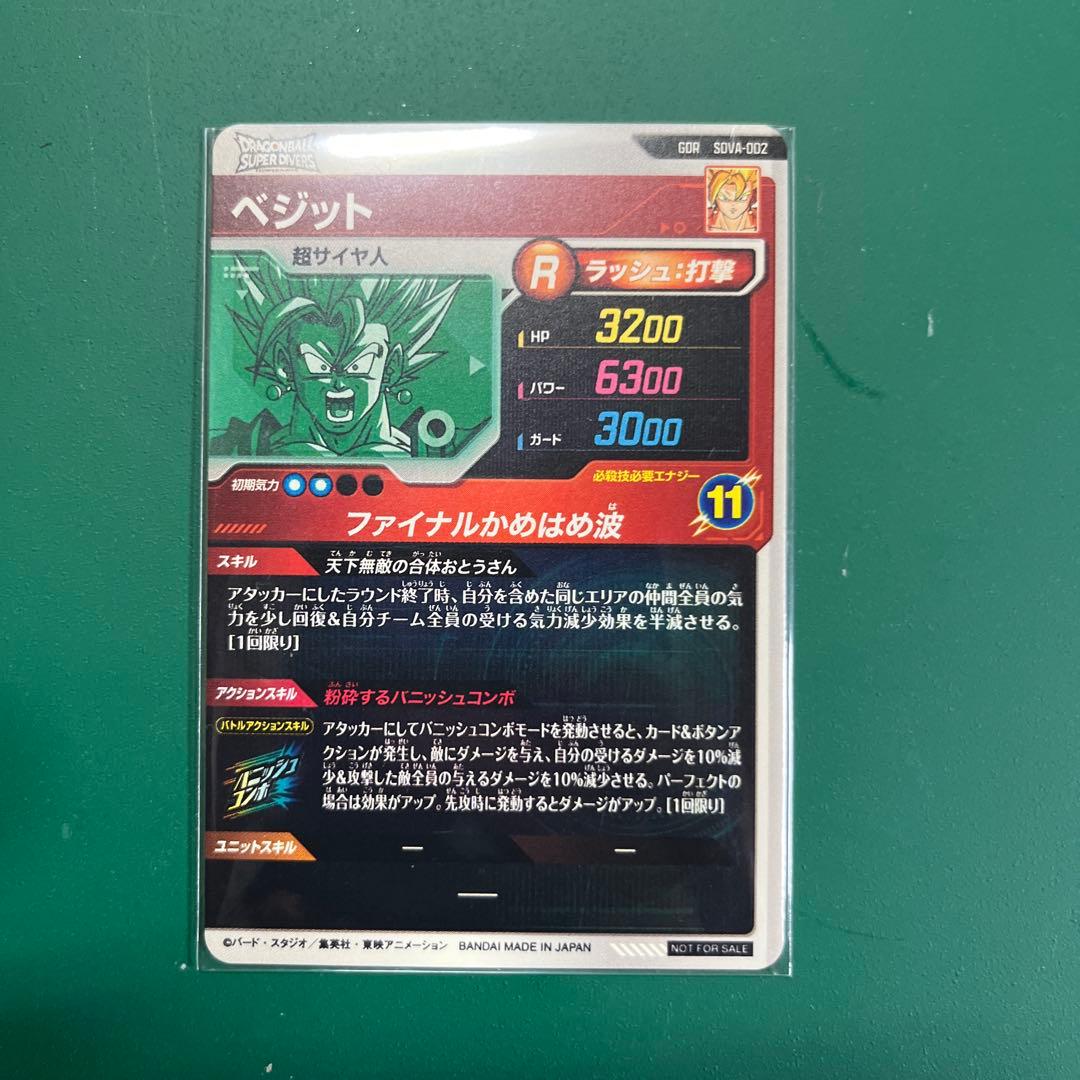 DRAGONBALL
SUPER DIVERS
GDR SDVA-002
ベジット
超サイヤ人
R ラッシュ:打撃
HP 3200
パワー 6300
ガード 3000
初期気力
必殺技必要エナジー
11
ファイナルかめはめ波
スキル 天下無敵の合体おとうさん
アタッカーにしたラウンド終了時、自分を含めた同じエリアの仲間全員の気
力を少し回復&自分チーム全員の受ける気力減少効果を半減させる。
[1回限り]
アクションスキル 粉砕するバニッシュコンボ
バトルアクションスキル
バニッシュ
コンボ
アタッカーにしてバニッシュコンボモードを発動させると、カード&ボタンア
クションが発生し、敵にダメージを与え、自分の受けるダメージを10%減
少&攻撃した敵全員の与えるダメージを10%減少させる。パーフェクトの
場合は効果がアップ。先攻時に発動するとダメージがアップ。[1回限り]
ユニットスキル ― ―
―
©バード・スタジオ/集英社・東映アニメーション BANDAI MADE IN JAPAN
NOT FOR SALE